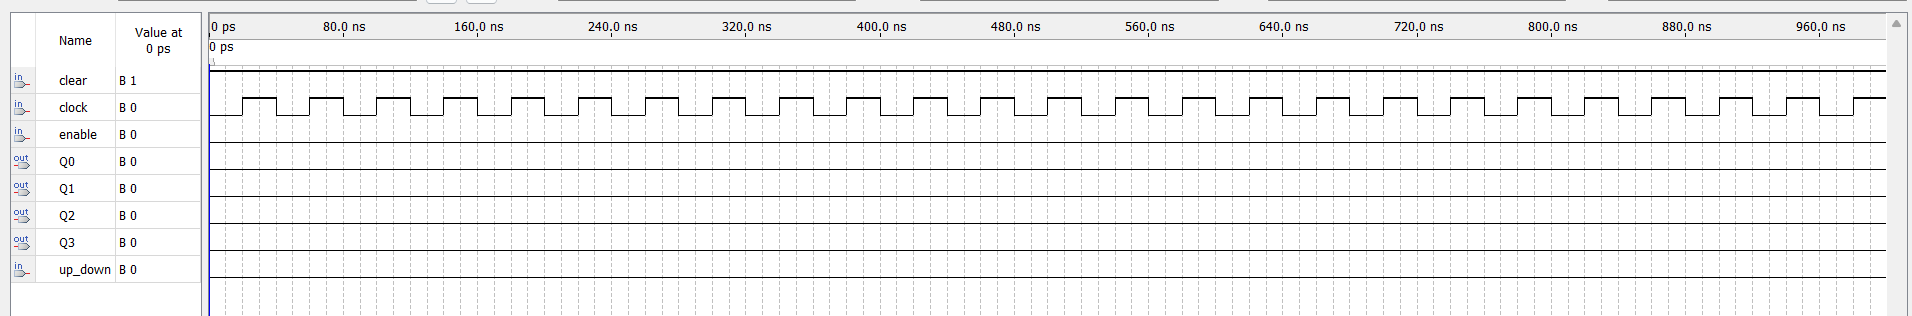 Name Value at 0 ps
0 ps 80.0 ns 160.0 ns 240.0 ns 320.0 ns 400.0 ns 480.0 ns 560.0 ns 640.0 ns 720.0 ns 800.0 ns 880.0 ns 960.0 ns
0 ps
in clear B 1
in clock B 0
in enable B 0
out Q0 B 0
out Q1 B 0
out Q2 B 0
out Q3 B 0
in up_down B 0